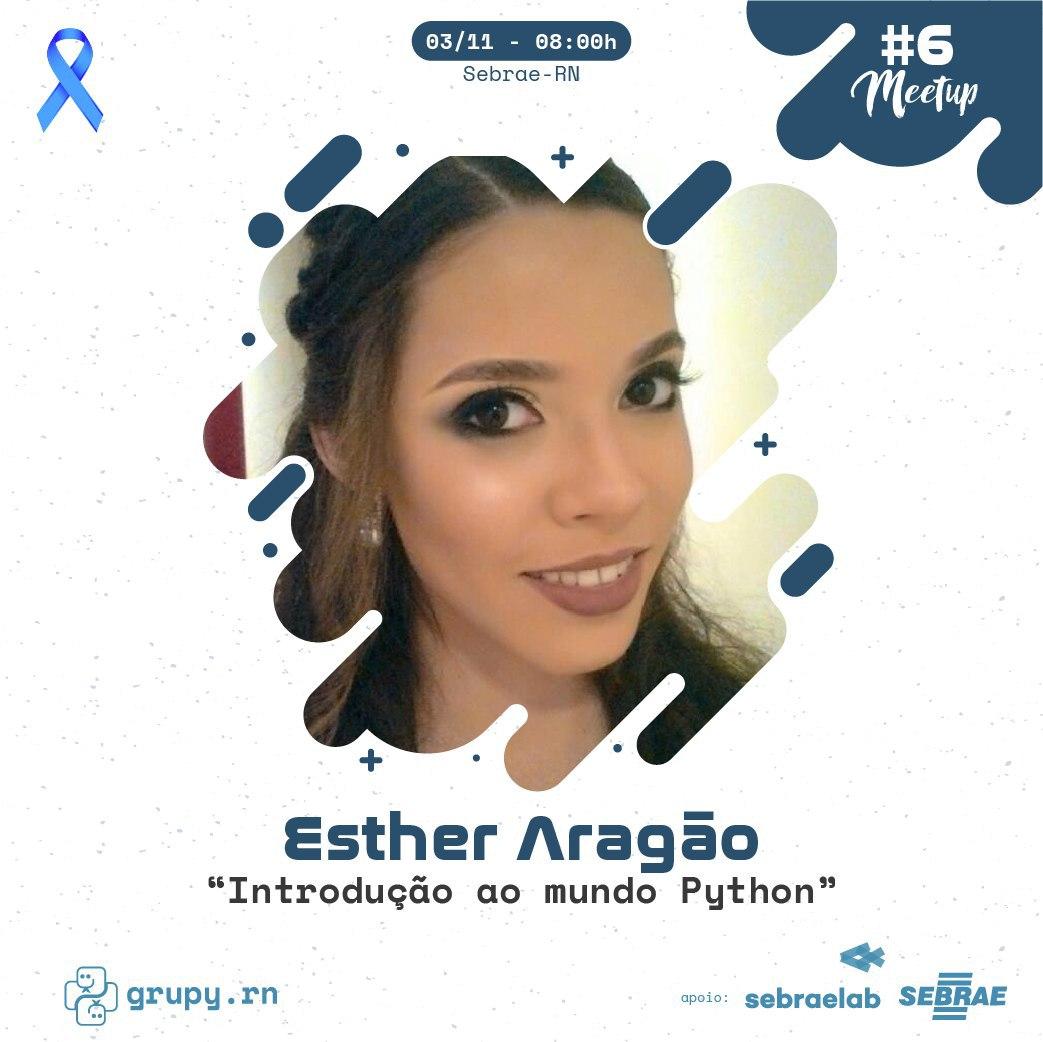 03/11 - 08:00h
Sebrae-RN
#6
Meetup
Esther Aragão
“Introdução ao mundo Python”
grupy.rn
apoio:
sebraelab
SEBRAE